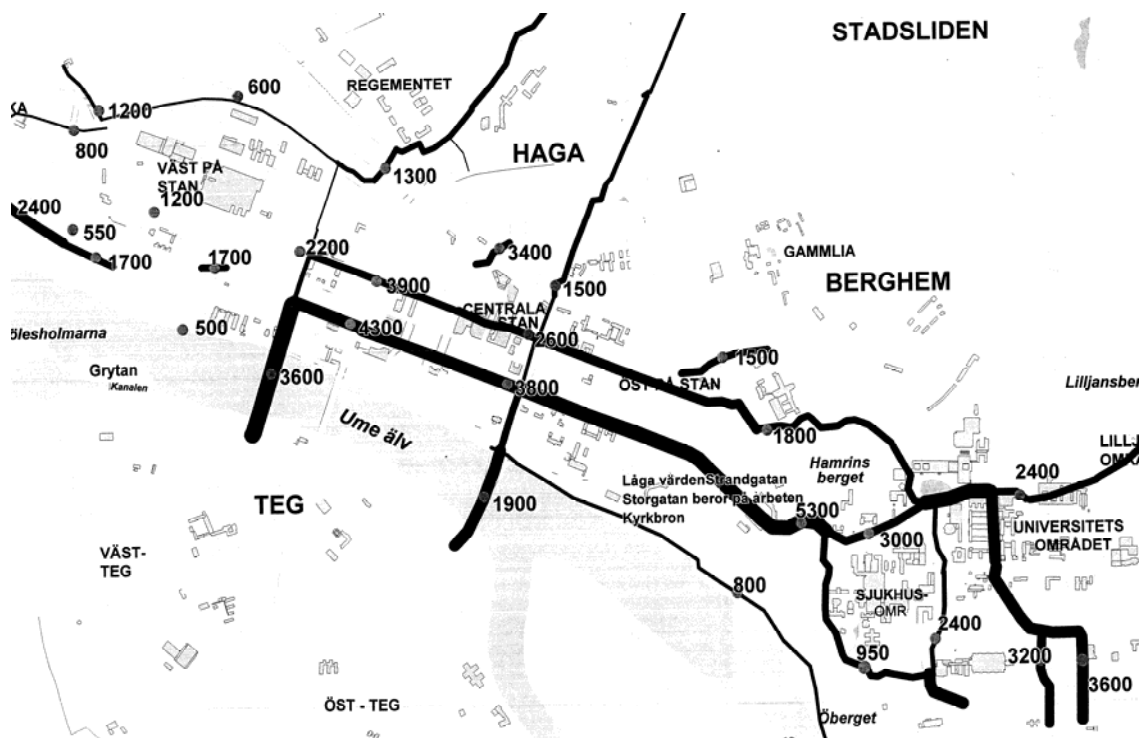 STADSLIDEN
600
REGEMENTET
KA
1200
800
HAGA
VÄST PÅ
STAN
1300
1200
2400
550
1700
1700
2200
3400
GAMMLIA
BERGHEM
3900
1500
CENTRALA
STAN
500
4300
2600
ölesholmarna
Grytan
Kanalen
3600
3800
1500
ÖST PÅ STAN
Lilljansber
Ume älv
1800
LILLJ
OMRÅ
Hamrins
berget
2400
Låga värdenStrandgatan
Storgatan beror på arbeten
Kyrkbron
TEG
1900
5300
3000
UNIVERSITETS
OMRÅDET
VÄST-
TEG
800
SJUKHUS-
OMR
2400
950
3200
3600
ÖST - TEG
Öberget